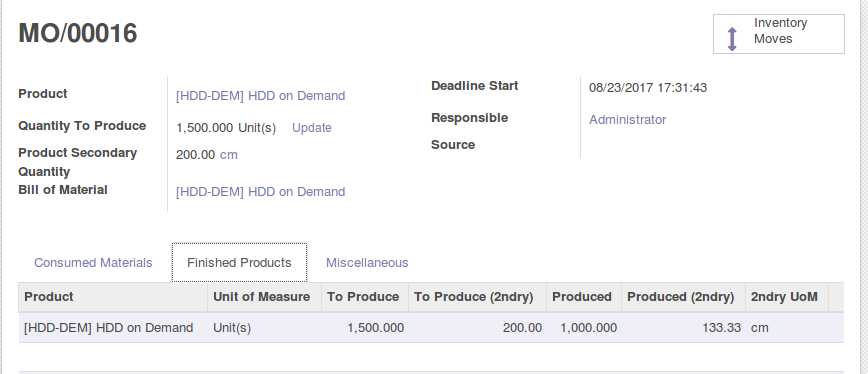 MO/00016
Inventory
Moves
Product [HDD-DEM] HDD on Demand
Deadline Start 08/23/2017 17:31:43
Quantity To Produce 1,500.000 Unit(s) Update
Responsible Administrator
Product Secondary
Quantity 200.00 cm
Source
Bill of Material [HDD-DEM] HDD on Demand
Consumed Materials Finished Products Miscellaneous
Product Unit of Measure To Produce To Produce (2ndry) Produced Produced (2ndry) 2ndry UoM
[HDD-DEM] HDD on Demand Unit(s) 1,500.000 200.00 1,000.000 133.33 cm